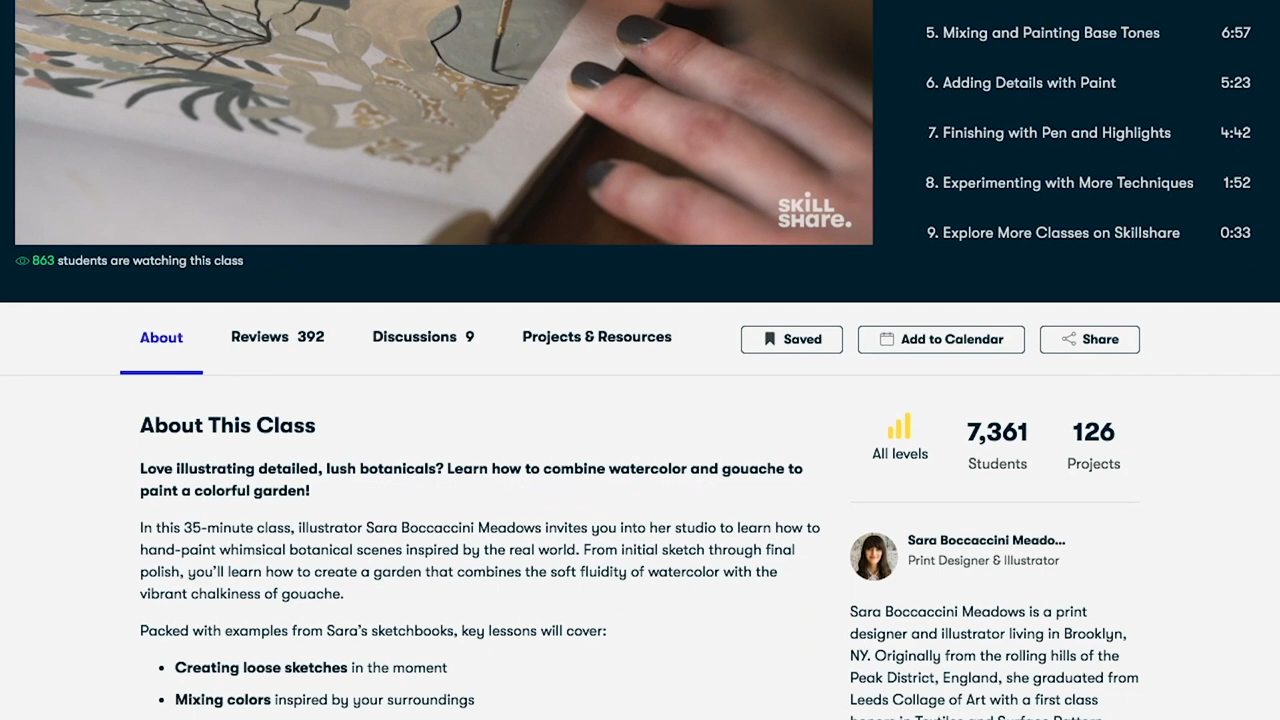 5. Mixing and Painting Base Tones 6:57
6. Adding Details with Paint 5:23
7. Finishing with Pen and Highlights 4:42
8. Experimenting with More Techniques 1:52
9. Explore More Classes on Skillshare 0:33
SKILL
SHARE.
863 students are watching this class
About Reviews 392 Discussions 9 Projects & Resources Saved Add to Calendar Share
About This Class
Love illustrating detailed, lush botanicals? Learn how to combine watercolor and gouache to
paint a colorful garden!
In this 35-minute class, illustrator Sara Boccaccini Meadows invites you into her studio to learn how to
hand-paint whimsical botanical scenes inspired by the real world. From initial sketch through final
polish, you’ll learn how to create a garden that combines the soft fluidity of watercolor with the
vibrant chalkiness of gouache.
Packed with examples from Sara’s sketchbooks, key lessons will cover:
• Creating loose sketches in the moment
• Mixing colors inspired by your surroundings
All levels
7,361
Students
126
Projects
Sara Boccaccini Meado...
Print Designer & Illustrator
Sara Boccaccini Meadows is a print
designer and illustrator living in Brooklyn,
NY. Originally from the rolling hills of the
Peak District, England, she graduated from
Leeds Collage of Art with a first class
honors in Textiles and Surface Pattern